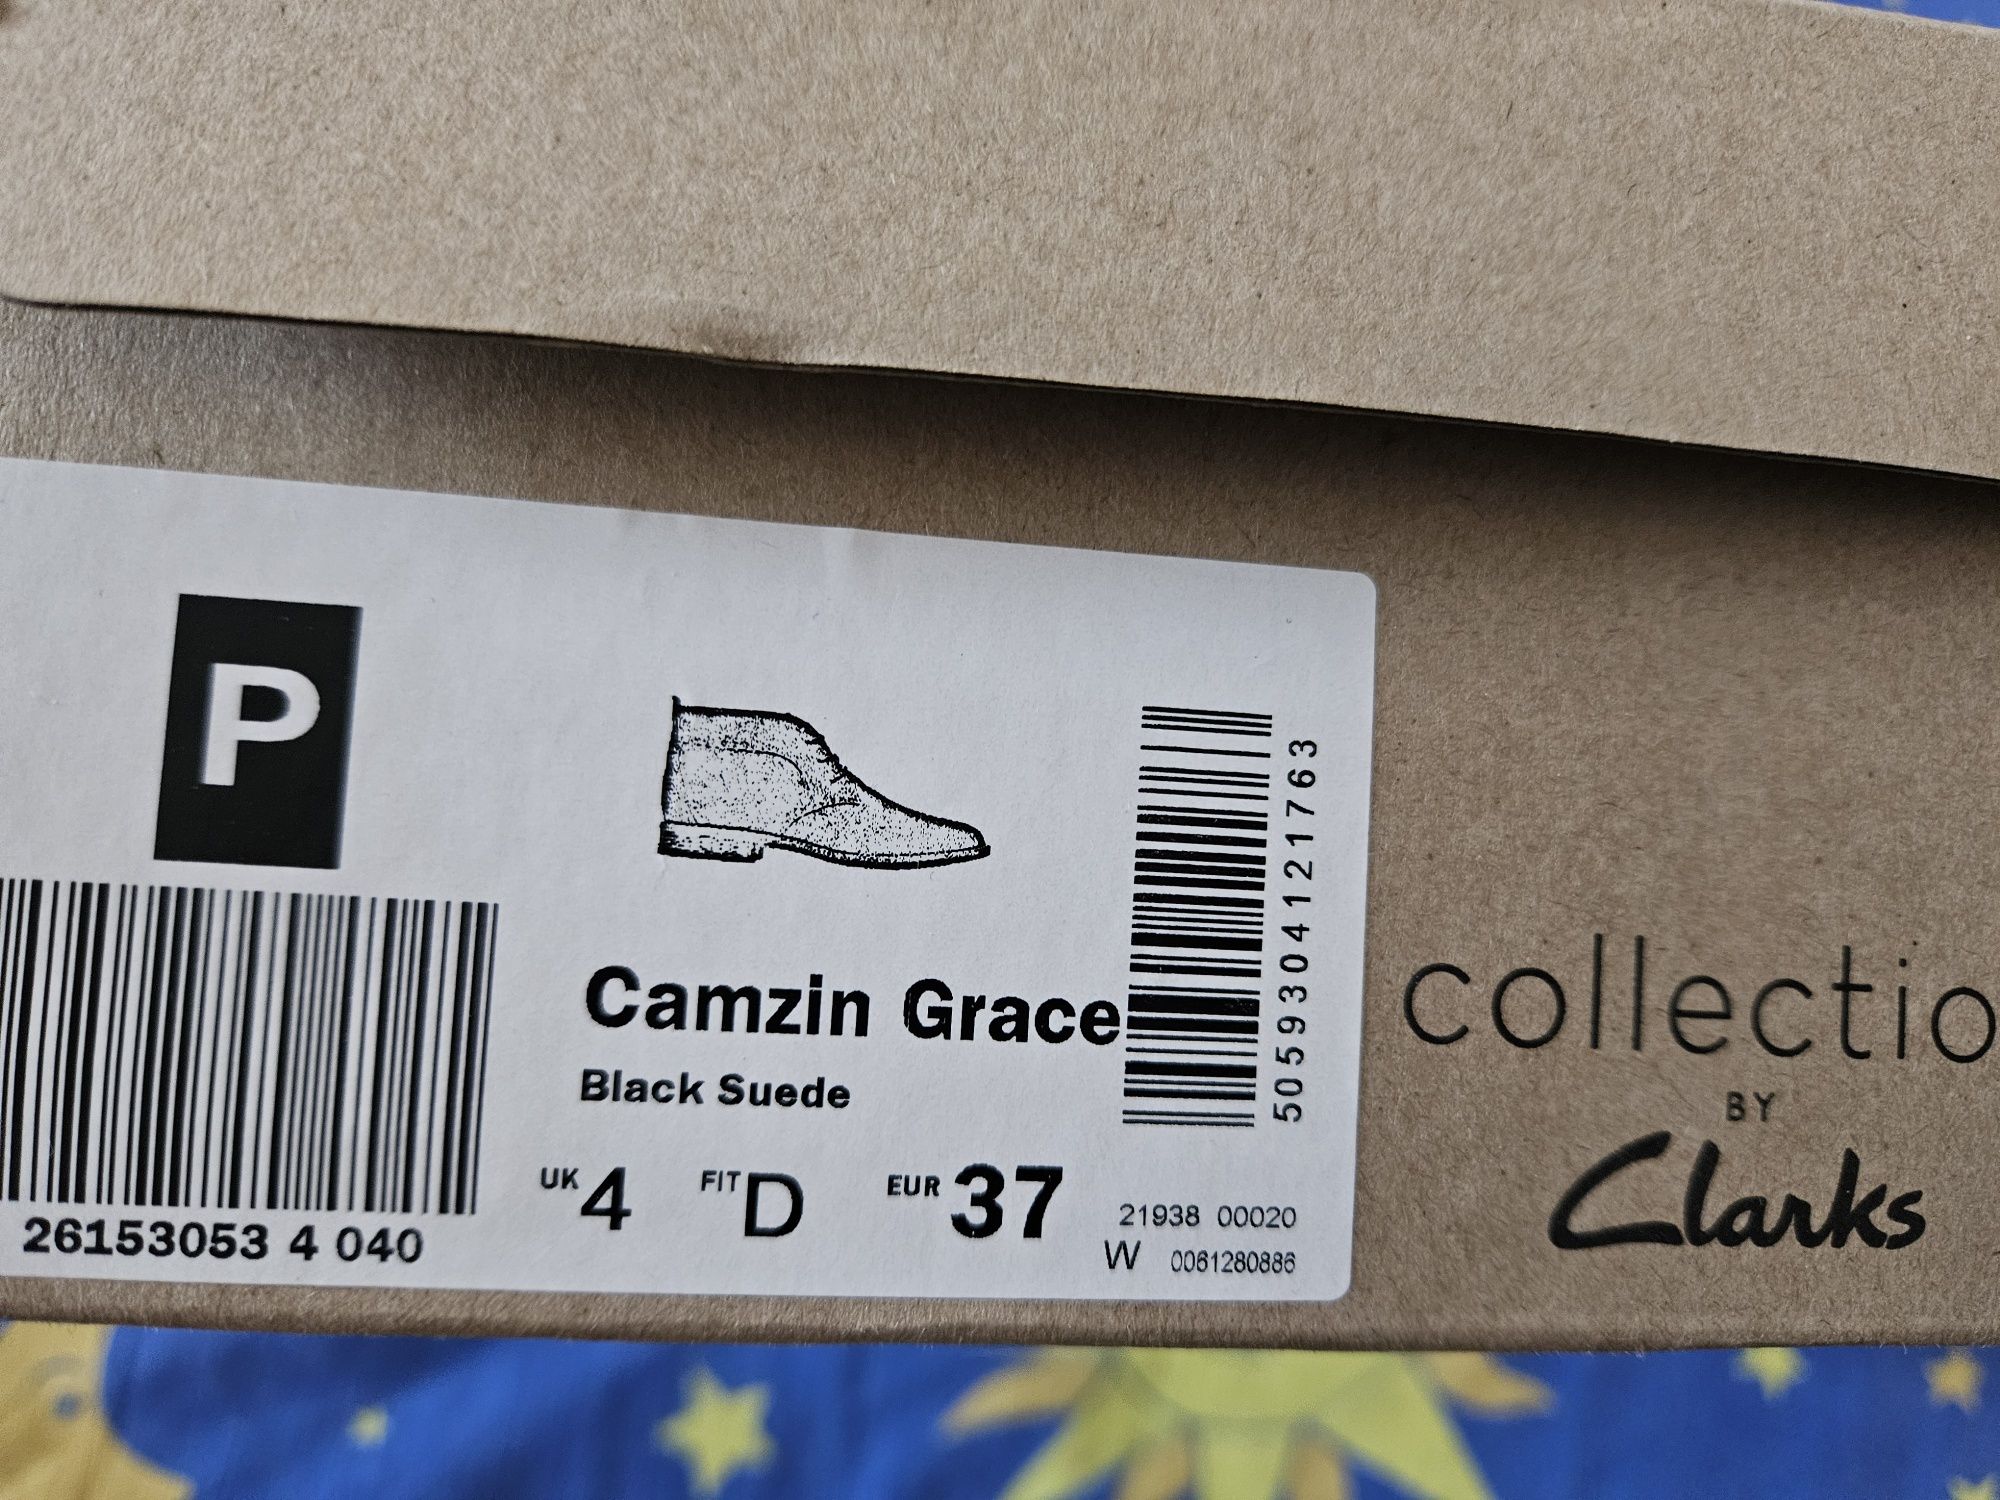 P
26153053 4 040
Camzin Grace
Black Suede
UK 4 FIT D EUR 37
5059304121763
21938 00020
W 0061280886
collectio
BY
Clarks